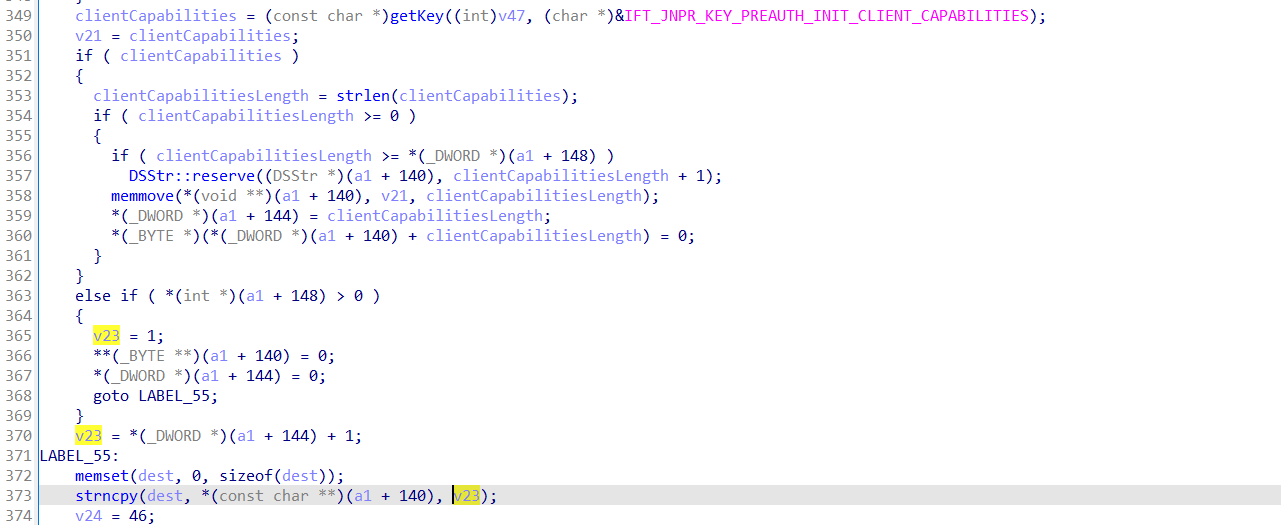 349 clientCapabilities = (const char *)getKey((int)v47, (char *)&IFT_JNPR_KEY_PREAUTH_INIT_CLIENT_CAPABILITIES);
350 v21 = clientCapabilities;
351 if ( clientCapabilities )
352 {
353 clientCapabilitiesLength = strlen(clientCapabilities);
354 if ( clientCapabilitiesLength >= 0 )
355 {
356 if ( clientCapabilitiesLength >= *(_DWORD *)(a1 + 148) )
357 DSStr::reserve((DSStr *)(a1 + 140), clientCapabilitiesLength + 1);
358 memmove(*(void **)(a1 + 140), v21, clientCapabilitiesLength);
359 *(_DWORD *)(a1 + 144) = clientCapabilitiesLength;
360 *(_BYTE *)(*(_DWORD *)(a1 + 140) + clientCapabilitiesLength) = 0;
361 }
362 }
363 else if ( *(int *)(a1 + 148) > 0 )
364 {
365 v23 = 1;
366 **(_BYTE **)(a1 + 140) = 0;
367 *(_DWORD *)(a1 + 144) = 0;
368 goto LABEL_55;
369 }
370 v23 = *(_DWORD *)(a1 + 144) + 1;
371 LABEL_55:
372 memset(dest, 0, sizeof(dest));
373 strncpy(dest, *(const char **)(a1 + 140), v23);
374 v24 = 46;